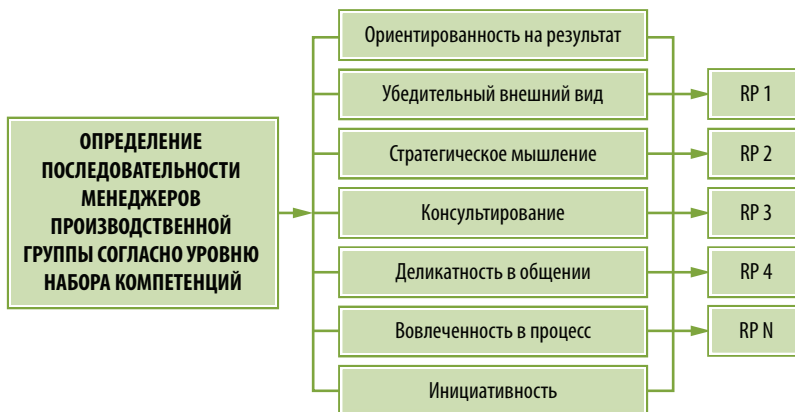 ОПРЕДЕЛЕНИЕ
ПОСЛЕДОВАТЕЛЬНОСТИ
МЕНЕДЖЕРОВ
ПРОИЗВОДСТВЕННОЙ
ГРУППЫ СОГЛАСНО УРОВНЮ
НАБОРА КОМПЕТЕНЦИЙ
Ориентированность на результат
Убедительный внешний вид
Стратегическое мышление
Консультирование
Деликатность в общении
Вовлеченность в процесс
Инициативность
RP 1
RP 2
RP 3
RP 4
RP N